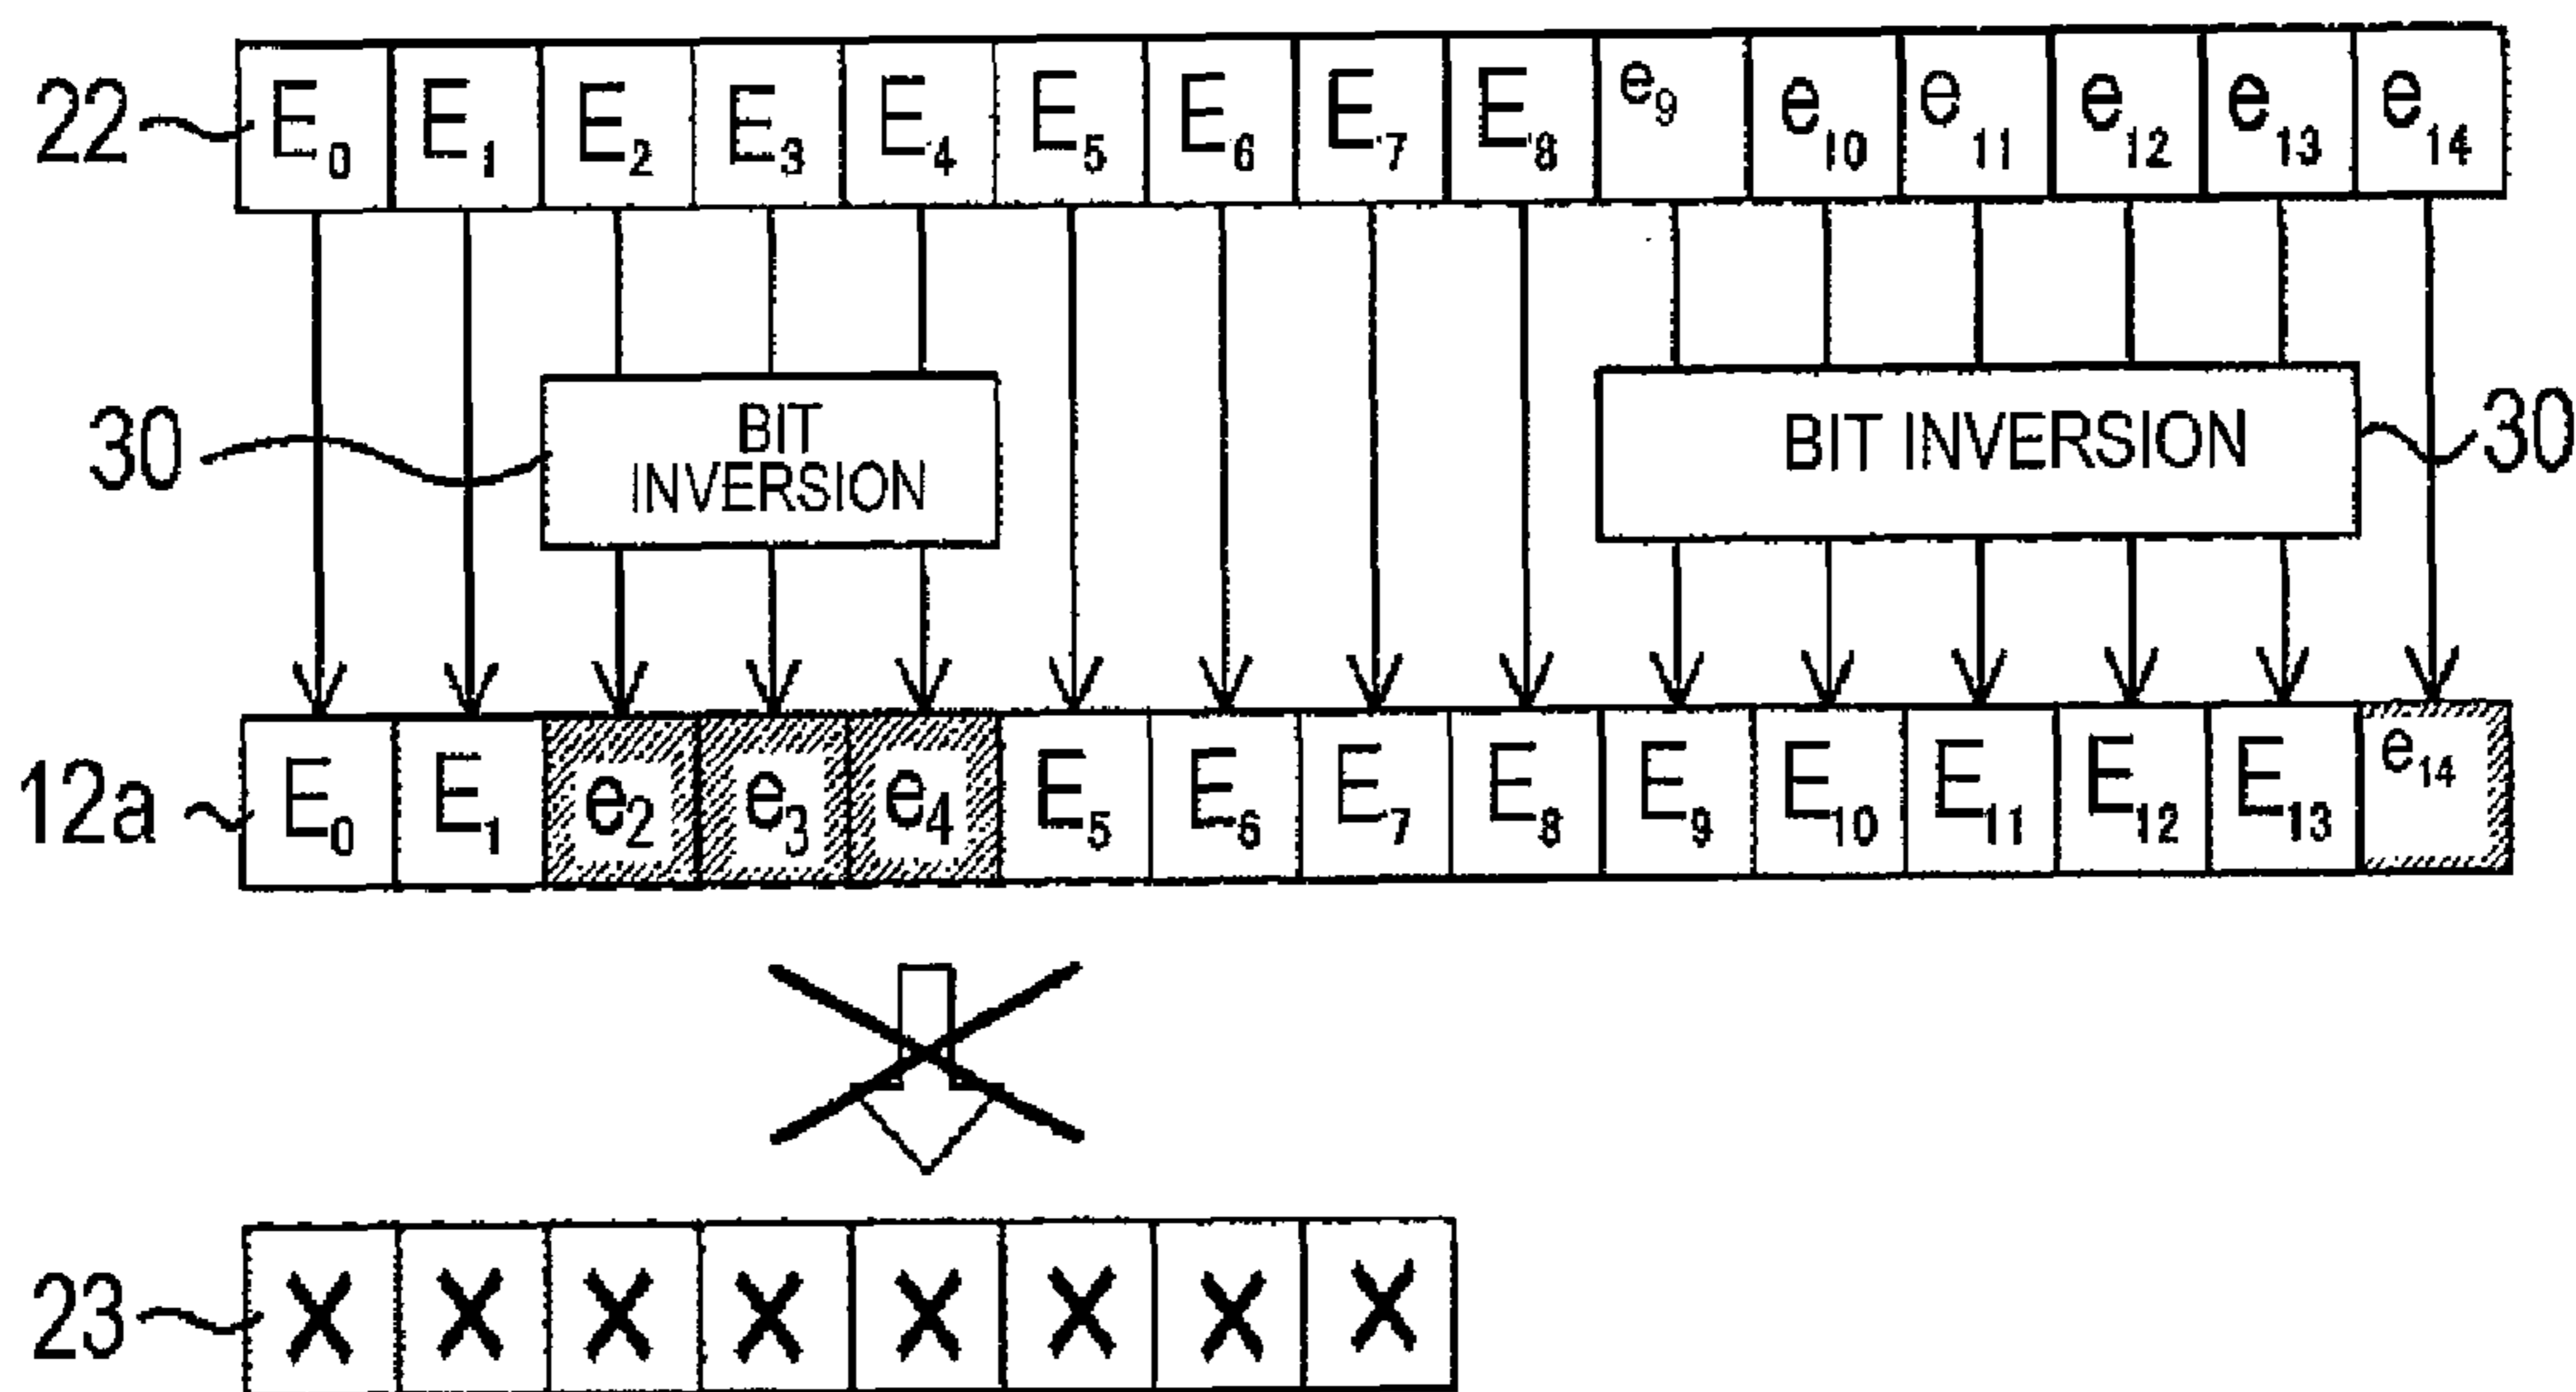 22 E₀ E₁ E₂ E₃ E₄ E₅ E₆ E₇ E₈ e₉ e₁₀ e₁₁ e₁₂ e₁₃ e₁₄
30 BIT INVERSION 30
BIT INVERSION
12a E₀ E₁ e₂ e₃ e₄ E₅ E₆ E₇ E₈ E₉ E₁₀ E₁₁ E₁₂ E₁₃ e₁₄
23 X X X X X X X X